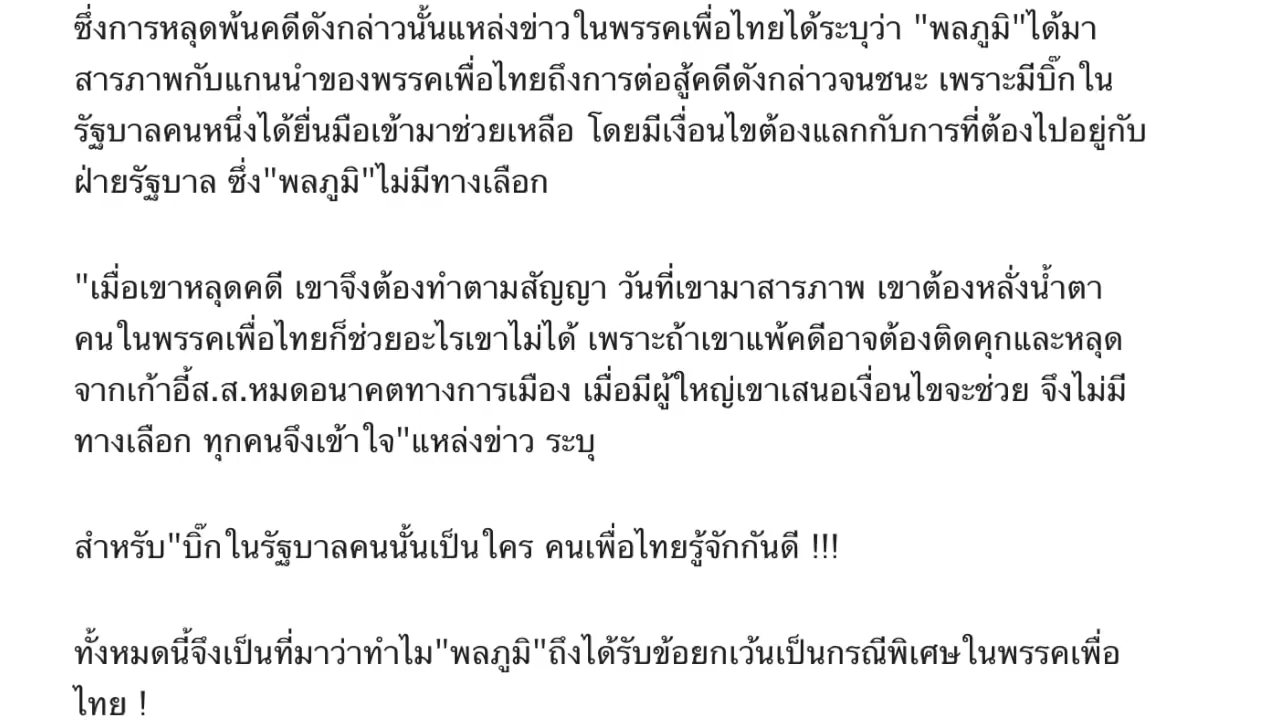 ซึ่งการหลุดพ้นคดีดังกล่าวนั้นแหล่งข่าวในพรรคเพื่อไทยได้ระบุว่า "พลภูมิ"ได้มา
สารภาพกับแกนนำของพรรคเพื่อไทยถึงการต่อสู้คดีดังกล่าวจนชนะ เพราะมีบิ๊กใน
รัฐบาลคนหนึ่งได้ยื่นมือเข้ามาช่วยเหลือ โดยมีเงื่อนไขต้องแลกกับการที่ต้องไปอยู่กับ
ฝ่ายรัฐบาล ซึ่ง"พลภูมิ"ไม่มีทางเลือก
"เมื่อเขาหลุดคดี เขาจึงต้องทำตามสัญญา วันที่เขามาสารภาพ เขาต้องหลั่งน้ำตา
คนในพรรคเพื่อไทยก็ช่วยอะไรเขาไม่ได้ เพราะถ้าเขาแพ้คดีอาจต้องติดคุกและหลุด
จากเก้าอี้ส.ส.หมดอนาคตทางการเมือง เมื่อมีผู้ใหญ่เขาเสนอเงื่อนไขจะช่วย จึงไม่มี
ทางเลือก ทุกคนจึงเข้าใจ"แหล่งข่าว ระบุ
สำหรับ"บิ๊กในรัฐบาลคนนั้นเป็นใคร คนเพื่อไทยรู้จักกันดี !!!
ทั้งหมดนี้จึงเป็นที่มาว่าทำไม"พลภูมิ"ถึงได้รับข้อยกเว้นเป็นกรณีพิเศษในพรรคเพื่อ
ไทย !